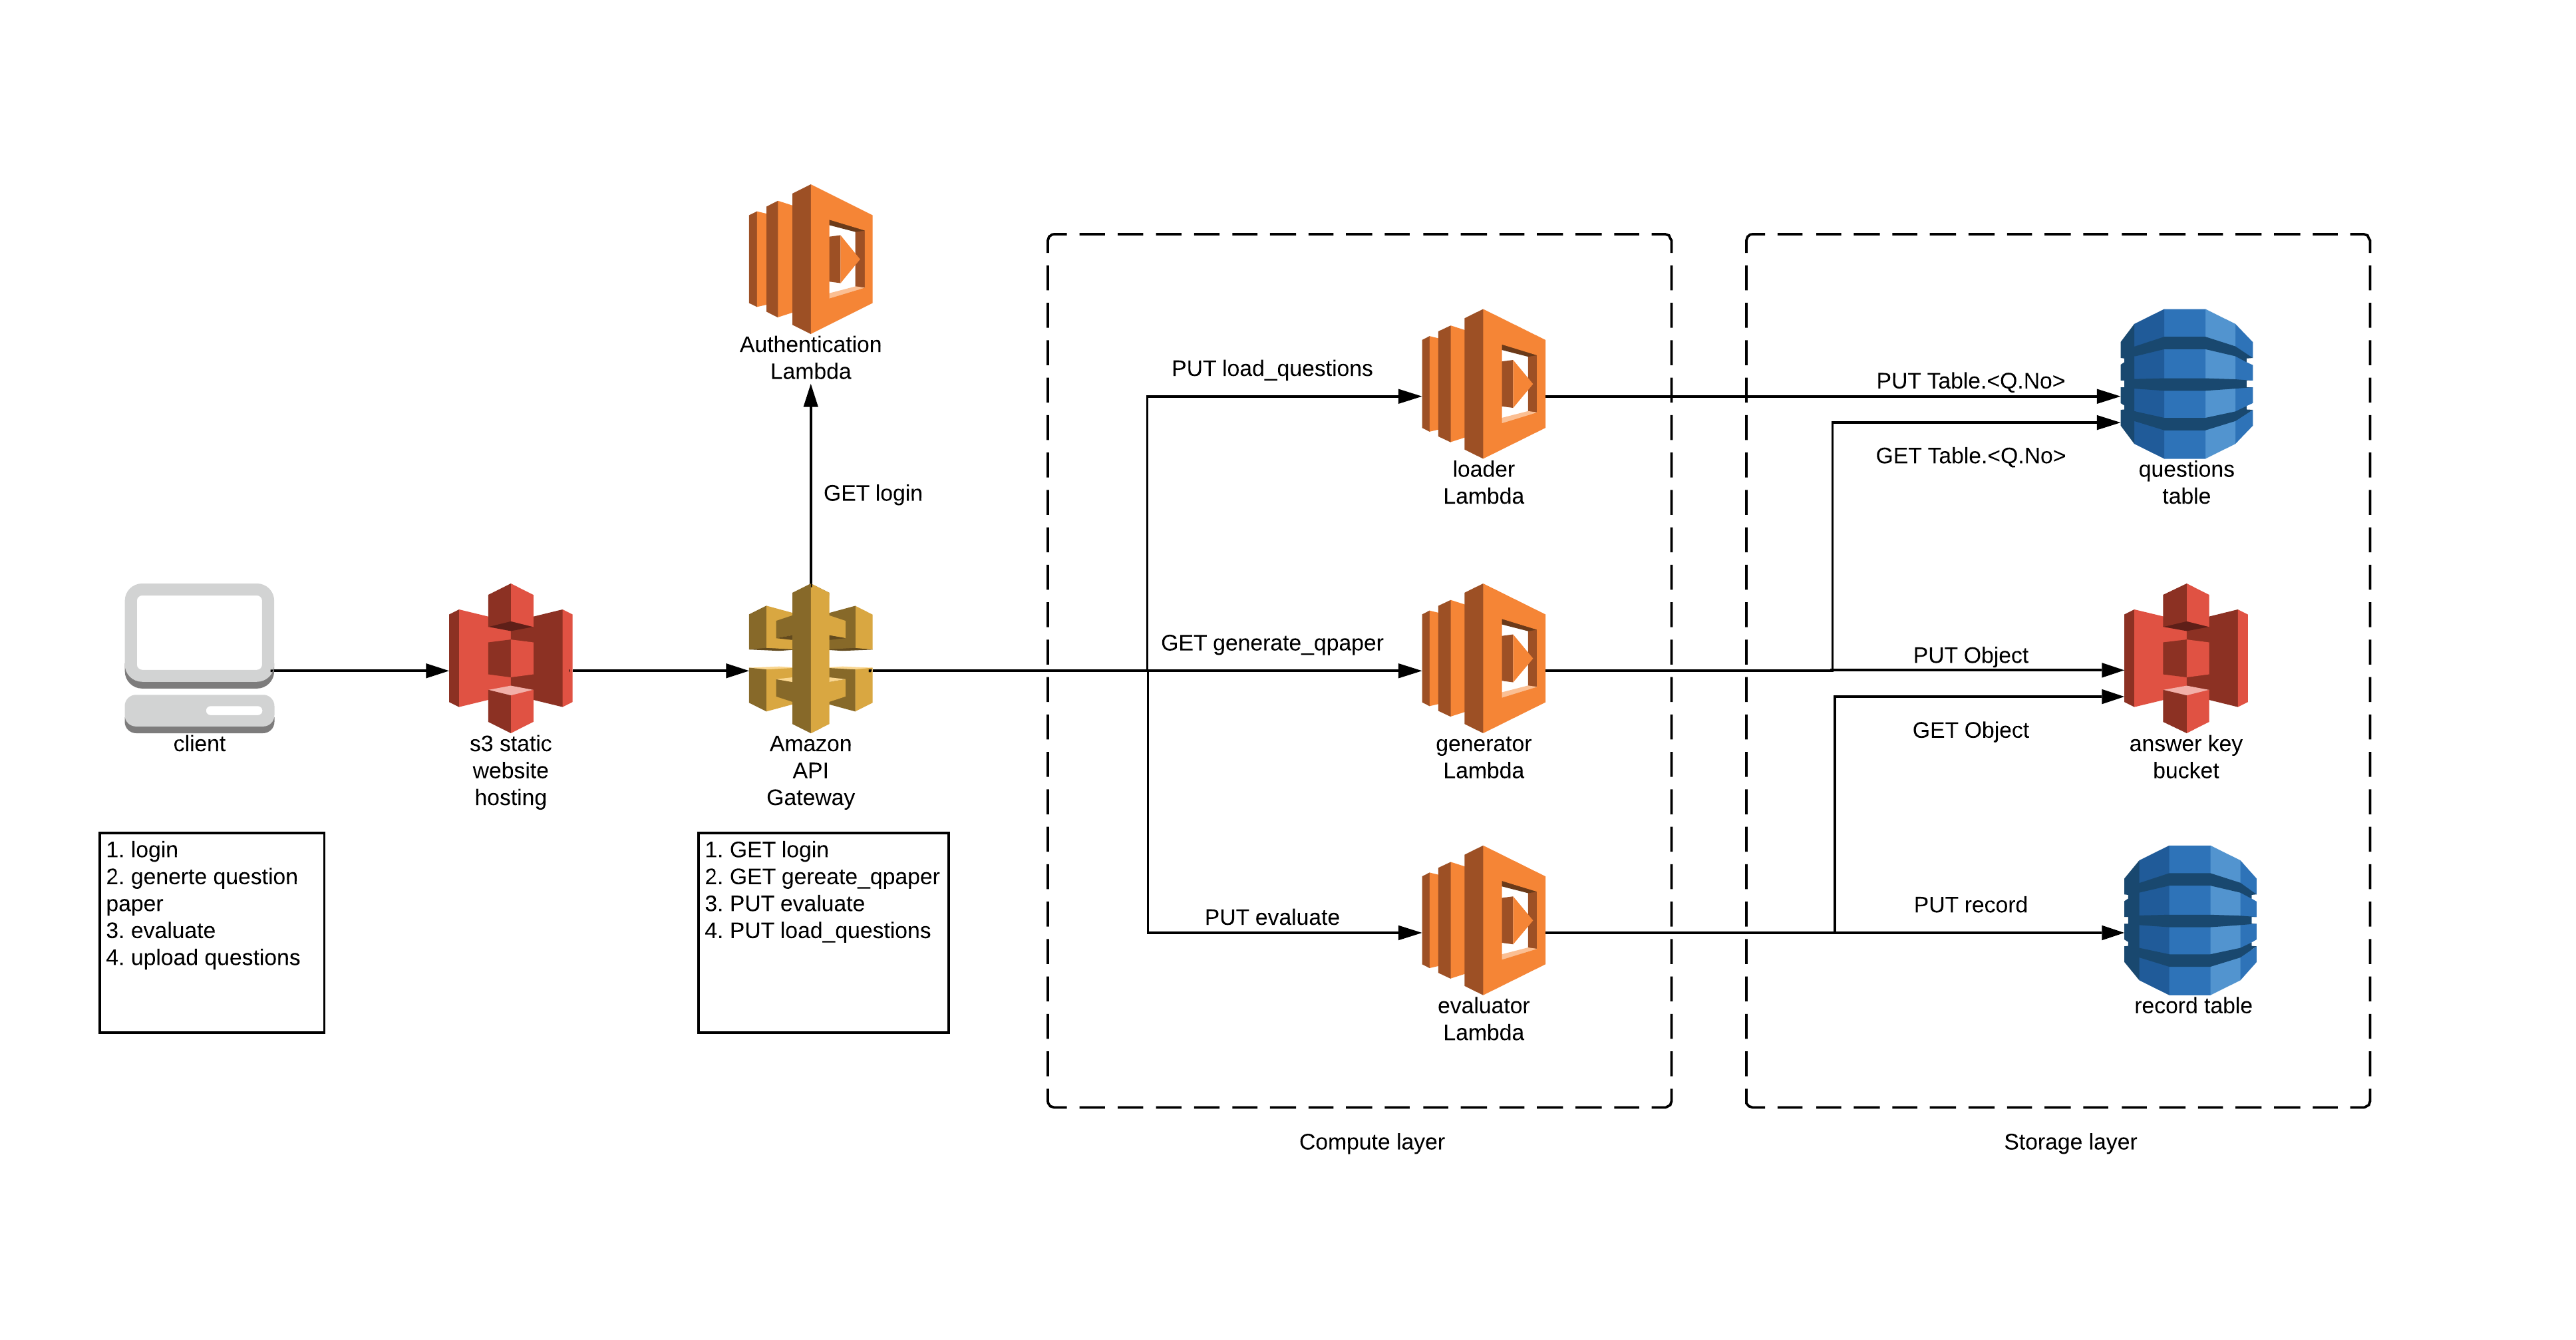 Authentication
Lambda
GET login
client
s3 static
website
hosting
Amazon
API
Gateway
1. login
2. generte question
paper
3. evaluate
4. upload questions
1. GET login
2. GET gereate_qpaper
3. PUT evaluate
4. PUT load_questions
PUT load_questions
loader
Lambda
GET generate_qpaper
generator
Lambda
PUT evaluate
evaluator
Lambda
Compute layer
PUT Table.<Q.No>
GET Table.<Q.No>
questions
table
PUT Object
GET Object
answer key
bucket
PUT record
record table
Storage layer